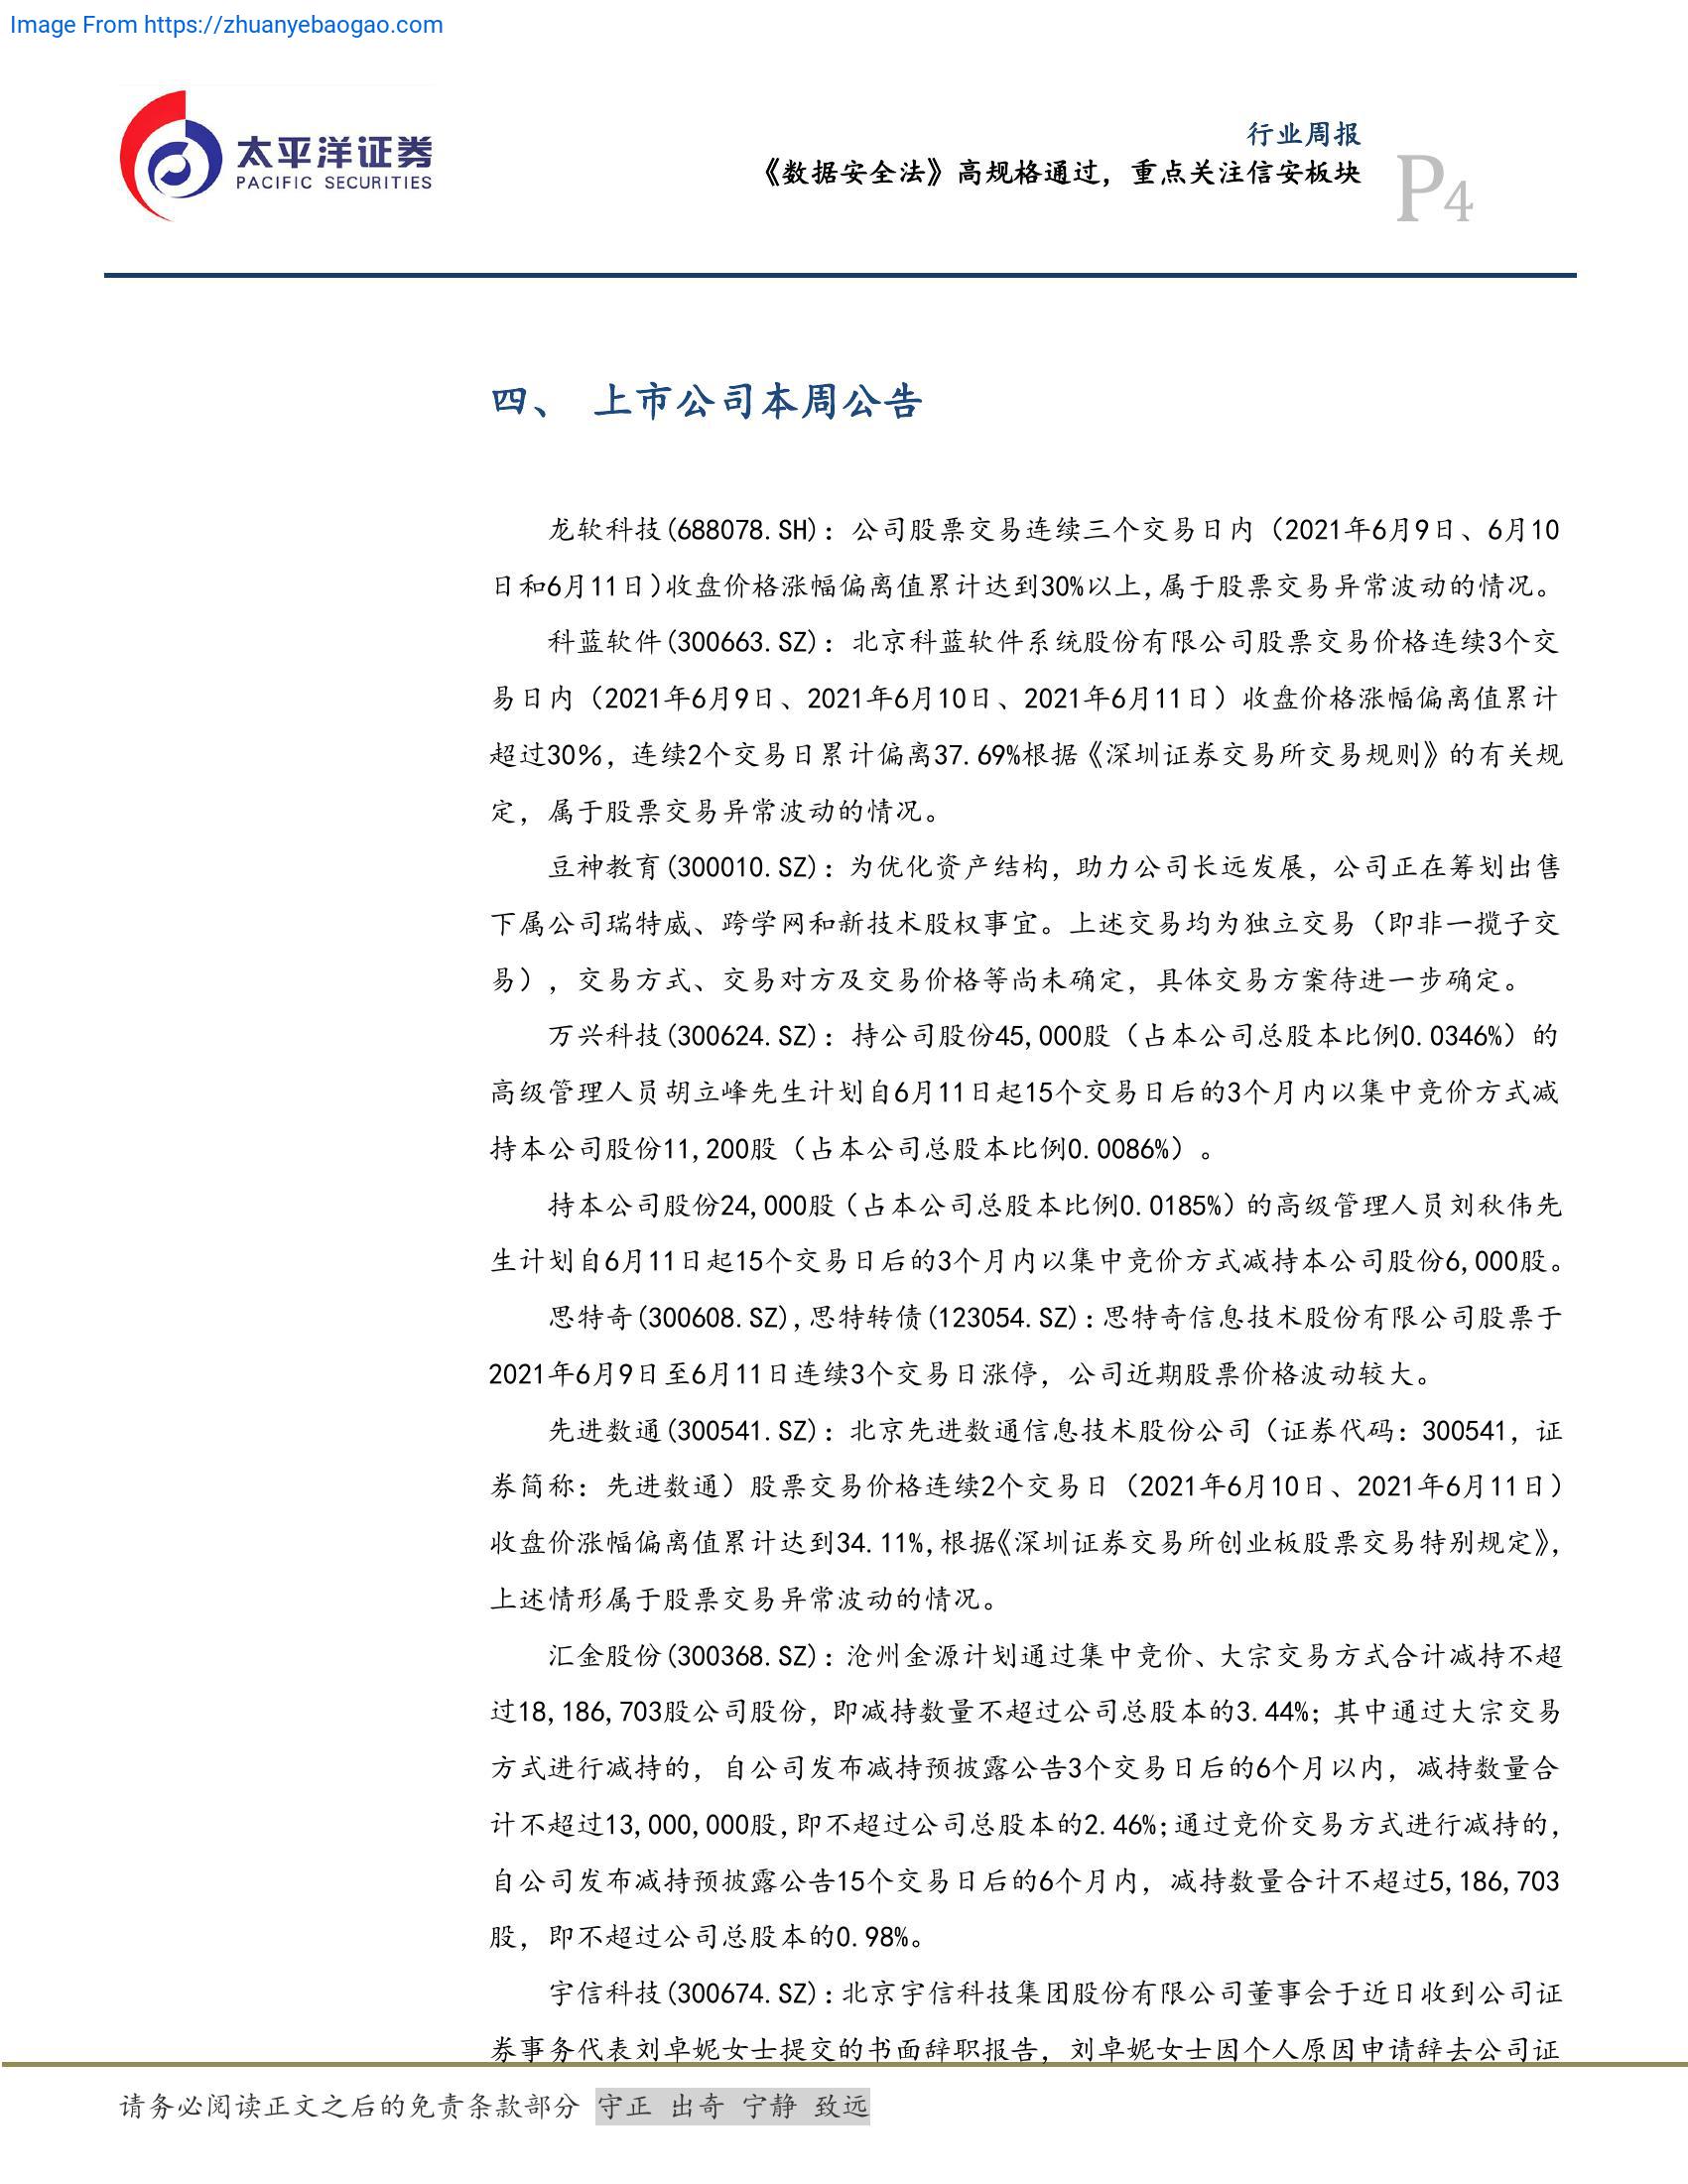 Image From https://zhuanyebaogao.com
太平洋证券
PACIFIC SECURITIES
行业周报
《数据安全法》高规格通过，重点关注信安板块
P4
四、 上市公司本周公告
龙软科技(688078.SH)：公司股票交易连续三个交易日内（2021年6月9日、6月10
日和6月11日)收盘价格涨幅偏离值累计达到30%以上,属于股票交易异常波动的情况。
科蓝软件(300663.SZ)：北京科蓝软件系统股份有限公司股票交易价格连续3个交
易日内（2021年6月9日、2021年6月10日、2021年6月11日）收盘价格涨幅偏离值累计
超过30％，连续2个交易日累计偏离37.69%根据《深圳证券交易所交易规则》的有关规
定，属于股票交易异常波动的情况。
豆神教育(300010.SZ)：为优化资产结构，助力公司长远发展，公司正在筹划出售
下属公司瑞特威、跨学网和新技术股权事宜。上述交易均为独立交易（即非一揽子交
易），交易方式、交易对方及交易价格等尚未确定，具体交易方案待进一步确定。
万兴科技(300624.SZ)：持公司股份45,000股（占本公司总股本比例0.0346%）的
高级管理人员胡立峰先生计划自6月11日起15个交易日后的3个月内以集中竞价方式减
持本公司股份11,200股（占本公司总股本比例0.0086%）。
持本公司股份24,000股（占本公司总股本比例0.0185%）的高级管理人员刘秋伟先
生计划自6月11日起15个交易日后的3个月内以集中竞价方式减持本公司股份6,000股。
思特奇(300608.SZ),思特转债(123054.SZ)：思特奇信息技术股份有限公司股票于
2021年6月9日至6月11日连续3个交易日涨停，公司近期股票价格波动较大。
先进数通(300541.SZ)：北京先进数通信息技术股份公司（证券代码：300541，证
券简称：先进数通）股票交易价格连续2个交易日（2021年6月10日、2021年6月11日）
收盘价涨幅偏离值累计达到34.11%,根据《深圳证券交易所创业板股票交易特别规定》，
上述情形属于股票交易异常波动的情况。
汇金股份(300368.SZ)：沧州金源计划通过集中竞价、大宗交易方式合计减持不超
过18,186,703股公司股份，即减持数量不超过公司总股本的3.44%；其中通过大宗交易
方式进行减持的，自公司发布减持预披露公告3个交易日后的6个月以内，减持数量合
计不超过13,000,000股,即不超过公司总股本的2.46%；通过竞价交易方式进行减持的，
自公司发布减持预披露公告15个交易日后的6个月内，减持数量合计不超过5,186,703
股，即不超过公司总股本的0.98%。
宇信科技(300674.SZ)：北京宇信科技集团股份有限公司董事会于近日收到公司证
券事务代表刘卓妮女士提交的书面辞职报告，刘卓妮女士因个人原因申请辞去公司证
请务必阅读正文之后的免责条款部分 守正 出奇 宁静 致远